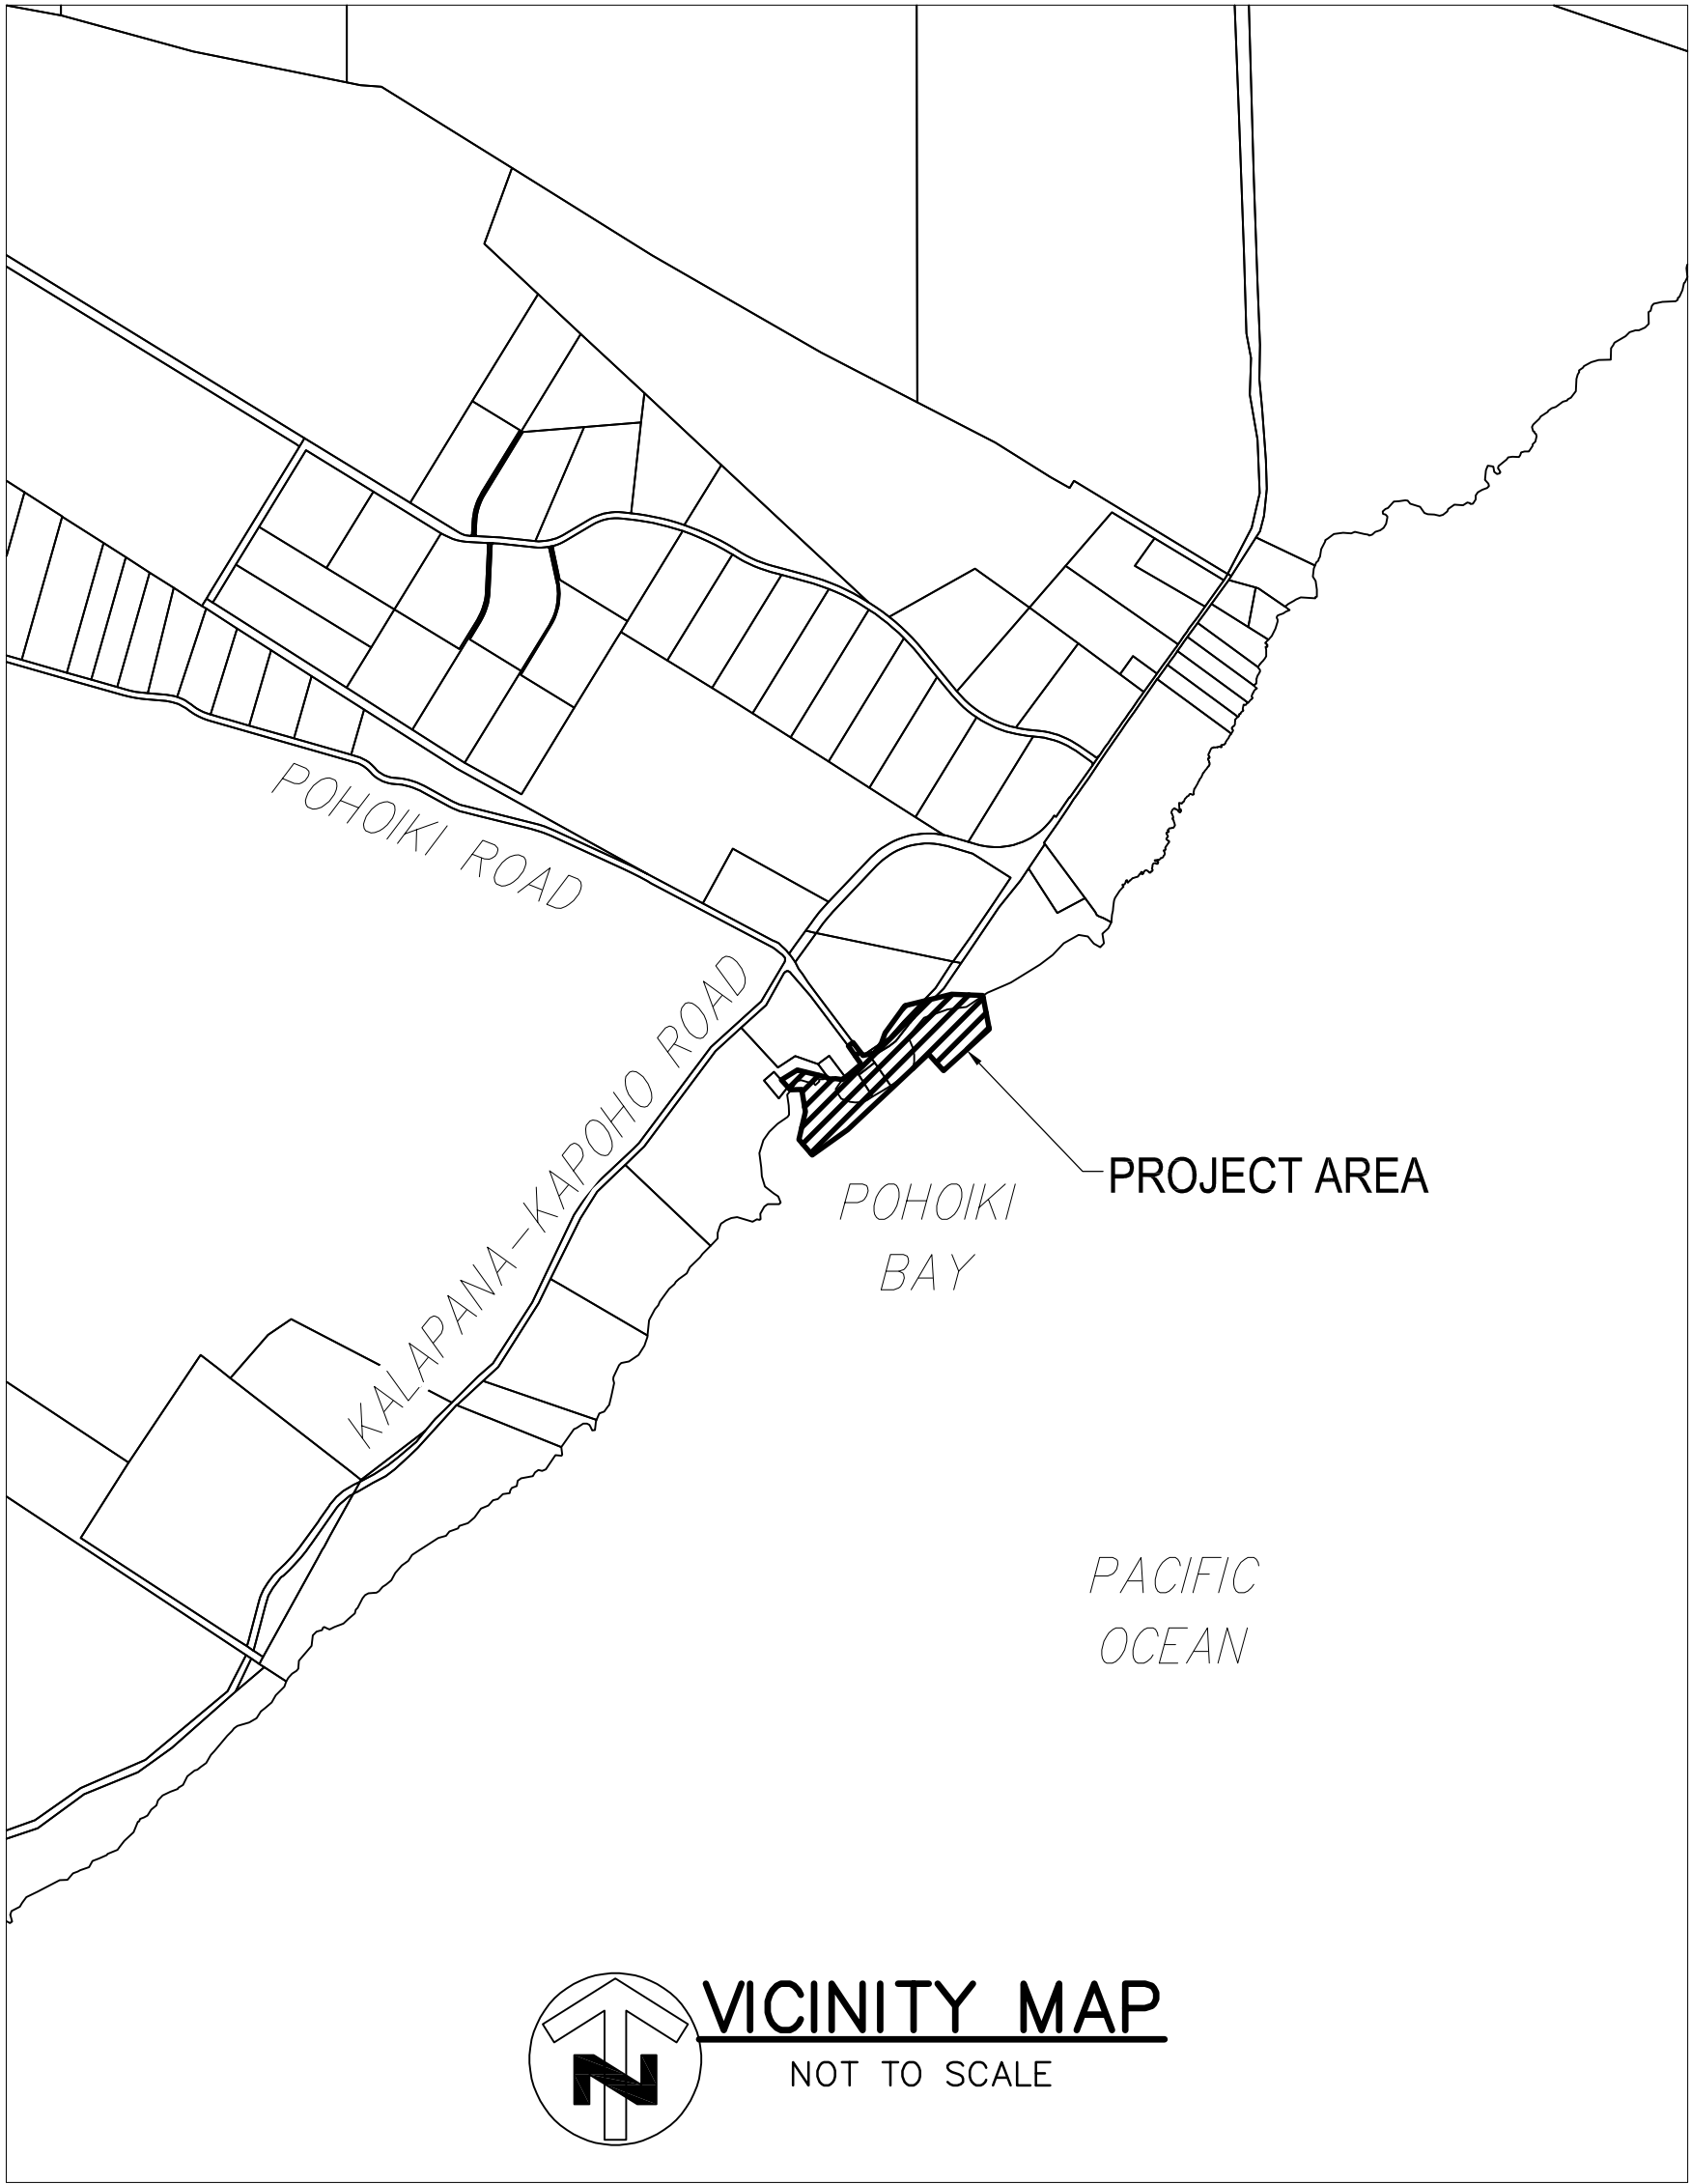 POHOIKI ROAD
KALAPANA-KAPOHO ROAD
PROJECT AREA
POHOIKI
BAY
PACIFIC
OCEAN
N
VICINITY MAP
NOT TO SCALE